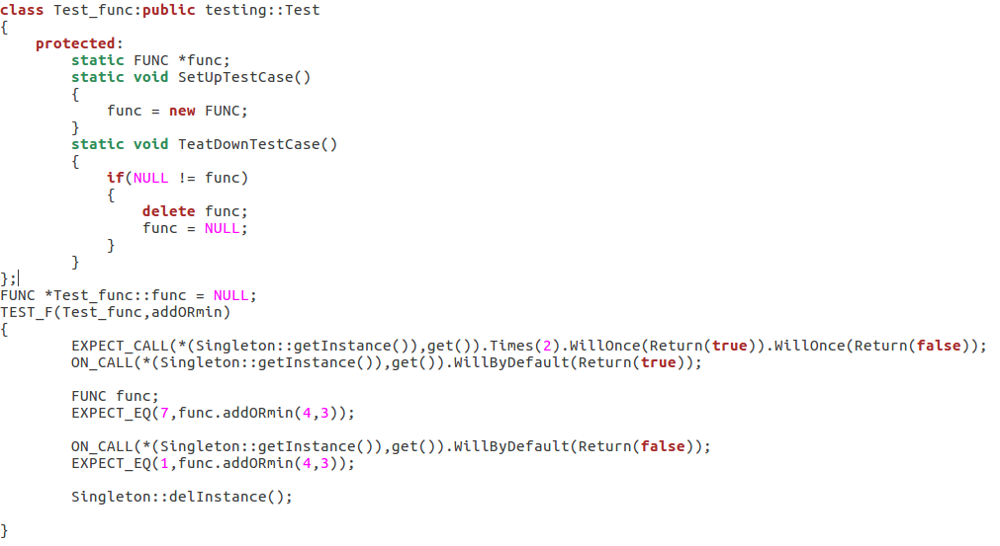 class Test_func:public testing::Test
{
    protected:
        static FUNC *func;
        static void SetUpTestCase()
        {
            func = new FUNC;
        }
        static void TeatDownTestCase()
        {
            if(NULL != func)
            {
                delete func;
                func = NULL;
            }
        }
};
FUNC *Test_func::func = NULL;
TEST_F(Test_func,addORmin)
{
        EXPECT_CALL(*(Singleton::getInstance()),get()).Times(2).WillOnce(Return(true)).WillOnce(Return(false));
        ON_CALL(*(Singleton::getInstance()),get()).WillByDefault(Return(true));

        FUNC func;
        EXPECT_EQ(7,func.addORmin(4,3));

        ON_CALL(*(Singleton::getInstance()),get()).WillByDefault(Return(false));
        EXPECT_EQ(1,func.addORmin(4,3));

        Singleton::delInstance();

}